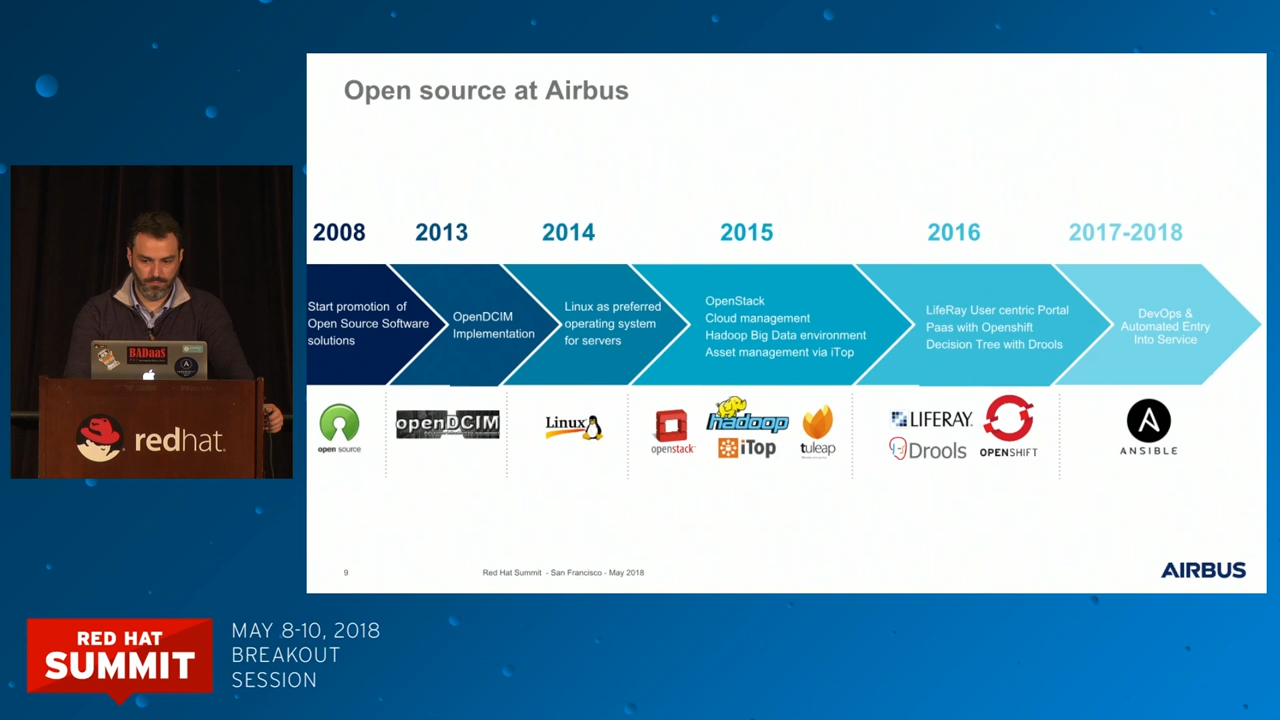 Open source at Airbus
2008
2013
2014
2015
2016
2017-2018
Start promotion of
Open Source Software
solutions
OpenDCIM
Implementation
Linux as preferred
operating system
for servers
OpenStack
Cloud management
Hadoop Big Data environment
Asset management via iTop
LifeRay User centric Portal
Paas with Openshift
Decision Tree with Drools
DevOps &
Automated Entry
Into Service
open source
openDCIM
Linux
openstack
hadoop
iTop
tuleap
LIFERAY.
Drools
OPENSHIFT
ANSIBLE
9
Red Hat Summit - San Francisco - May 2018
AIRBUS
BADaaS
redhat.
RED HAT
SUMMIT
MAY 8-10, 2018
BREAKOUT
SESSION